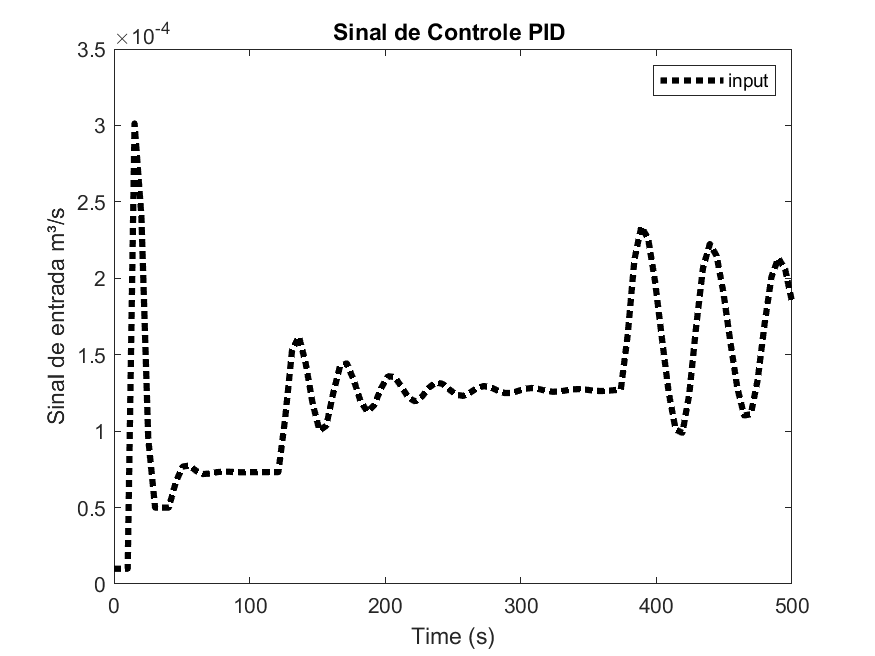 Sinal de Controle PID
×10⁻⁴
input
3.5
3
2.5
2
1.5
1
0.5
0
Sinal de entrada m³/s
0 100 200 300 400 500
Time (s)